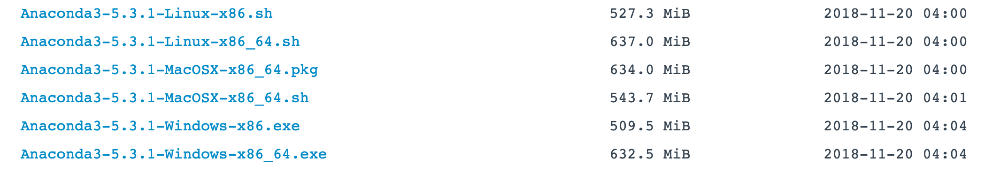 Anaconda3-5.3.1-Linux-x86.sh 527.3 MiB 2018-11-20 04:00
Anaconda3-5.3.1-Linux-x86_64.sh 637.0 MiB 2018-11-20 04:00
Anaconda3-5.3.1-MacOSX-x86_64.pkg 634.0 MiB 2018-11-20 04:00
Anaconda3-5.3.1-MacOSX-x86_64.sh 543.7 MiB 2018-11-20 04:01
Anaconda3-5.3.1-Windows-x86.exe 509.5 MiB 2018-11-20 04:04
Anaconda3-5.3.1-Windows-x86_64.exe 632.5 MiB 2018-11-20 04:04